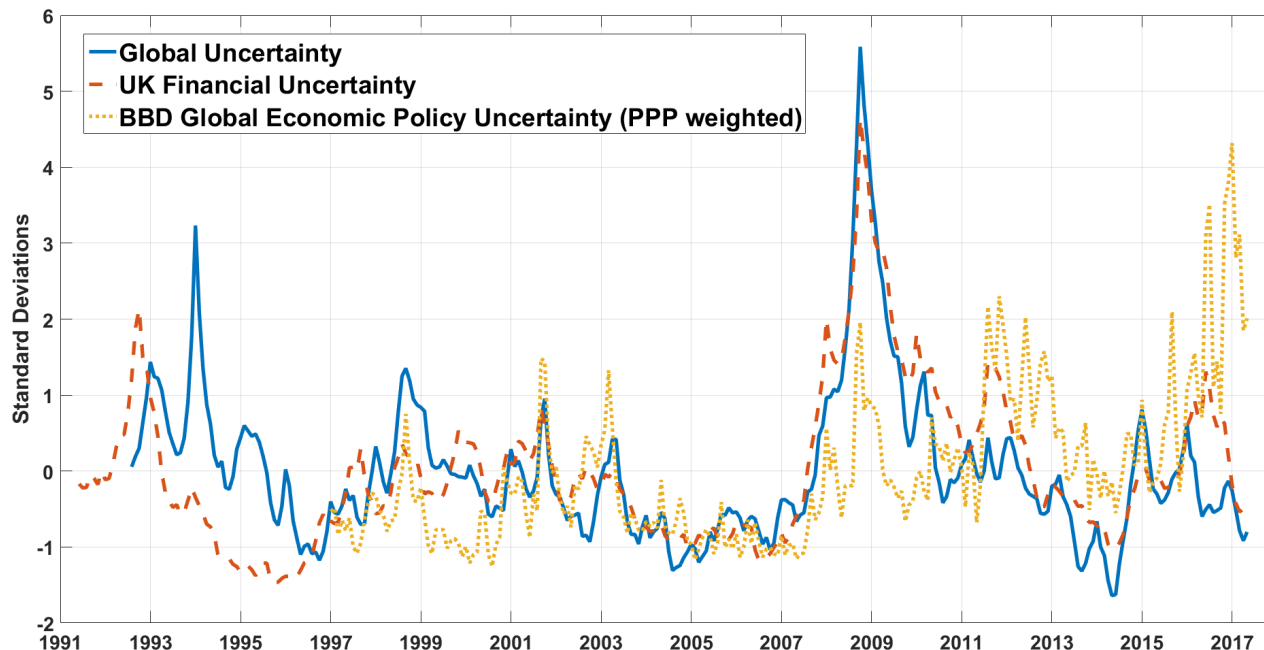 Global Uncertainty
UK Financial Uncertainty
BBD Global Economic Policy Uncertainty (PPP weighted)
Standard Deviations
6
5
4
3
2
1
0
-1
-2
1991 1993 1995 1997 1999 2001 2003 2005 2007 2009 2011 2013 2015 2017